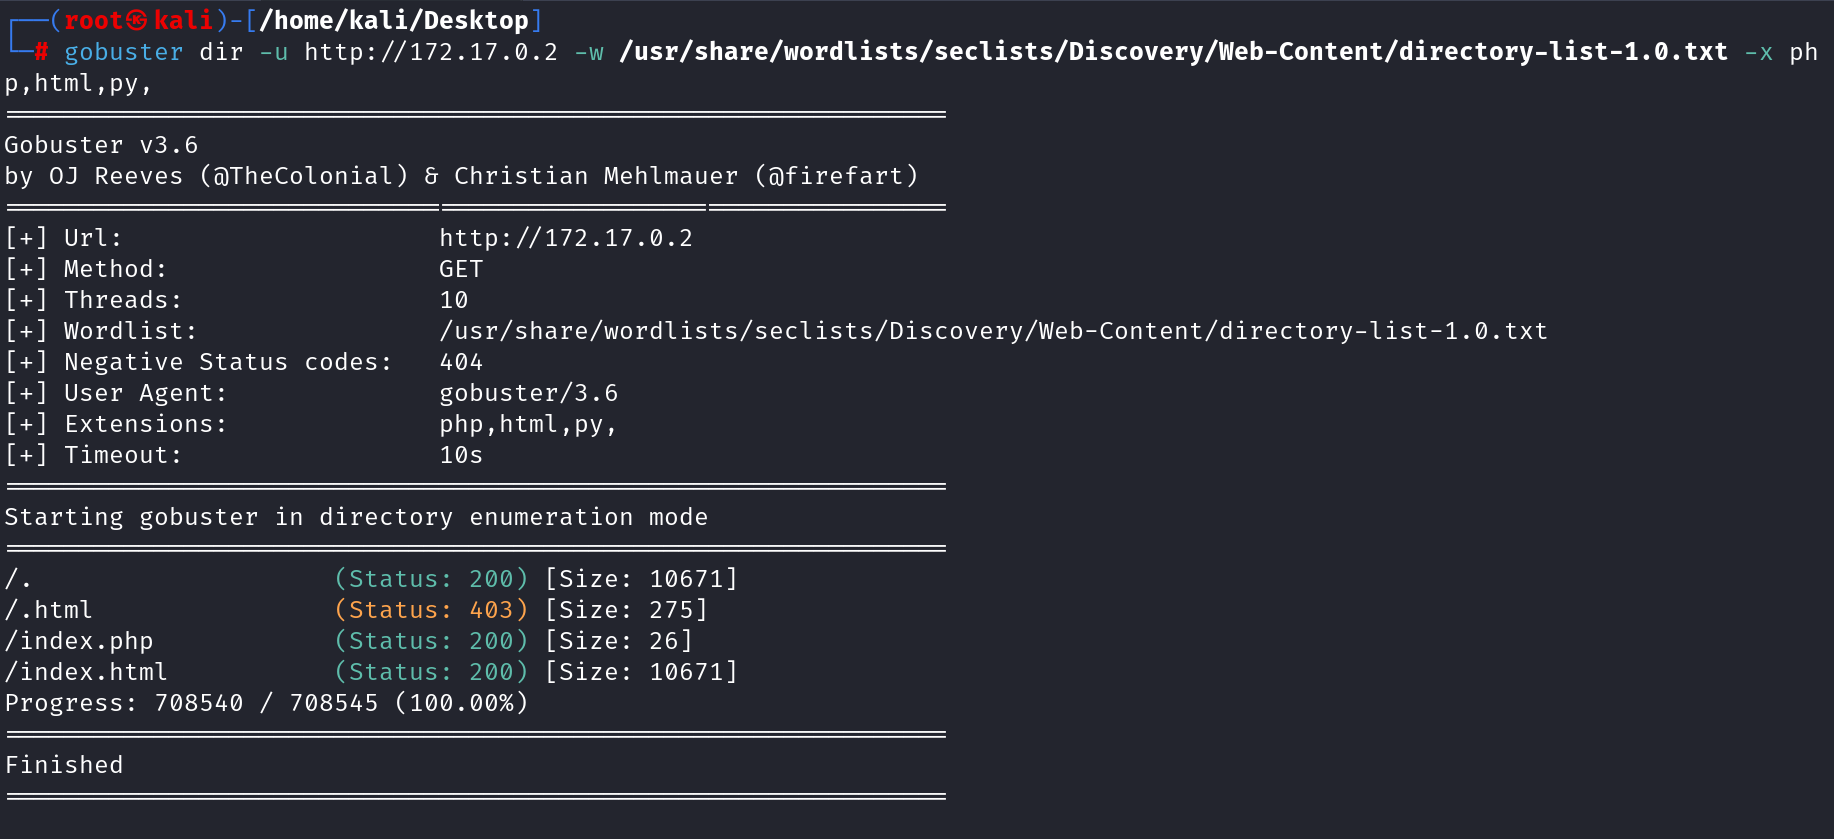 ┌──(root㉿kali)-[/home/kali/Desktop]
└─# gobuster dir -u http://172.17.0.2 -w /usr/share/wordlists/seclists/Discovery/Web-Content/directory-list-1.0.txt -x ph
p,html,py,
===============================================================
Gobuster v3.6
by OJ Reeves (@TheColonial) & Christian Mehlmauer (@firefart)
===============================================================
[+] Url:                     http://172.17.0.2
[+] Method:                  GET
[+] Threads:                 10
[+] Wordlist:                /usr/share/wordlists/seclists/Discovery/Web-Content/directory-list-1.0.txt
[+] Negative Status codes:   404
[+] User Agent:              gobuster/3.6
[+] Extensions:              php,html,py,
[+] Timeout:                 10s
===============================================================
Starting gobuster in directory enumeration mode
===============================================================
/.                    (Status: 200) [Size: 10671]
/.html                (Status: 403) [Size: 275]
/index.php            (Status: 200) [Size: 26]
/index.html           (Status: 200) [Size: 10671]
Progress: 708540 / 708545 (100.00%)
===============================================================
Finished
===============================================================